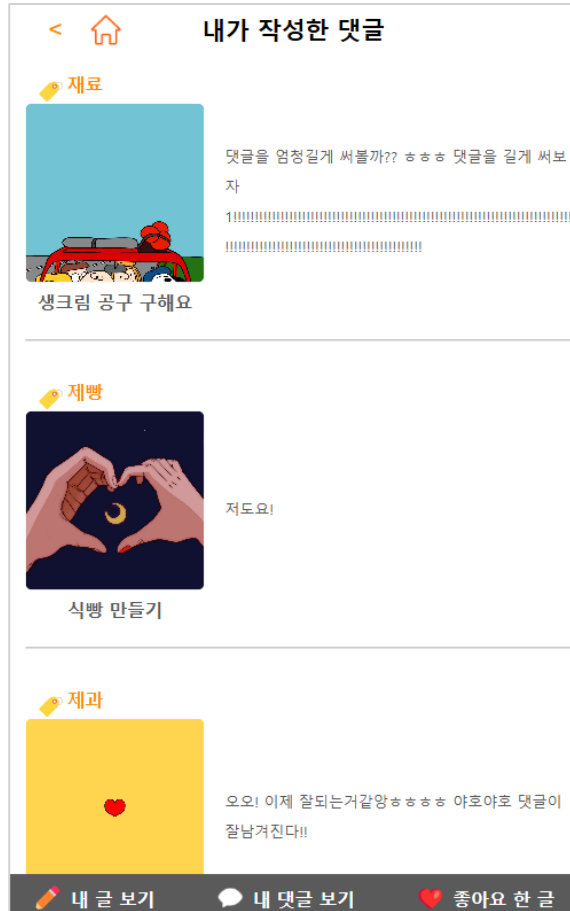 < 내가 작성한 댓글
재료
댓글을 엄청길게 써볼까?? ㅎㅎㅎ 댓글을 길게 써보
자
1!!!!!!!!!!!!!!!!!!!!!!!!!!!!!!!!!!!!!!!!!!!!!!!!!!!!!!!!!!!!!!!!!!!!!!!!!!!!!!
!!!!!!!!!!!!!!!!!!!!!!!!!!!!!!!!!!!!!!!!!!!!!!
생크림 공구 구해요
제빵
저도요!
식빵 만들기
제과
오오! 이제 잘되는거같앙ㅎㅎㅎㅎ 야호야호 댓글이
잘남겨진다!!
내 글 보기 내 댓글 보기 좋아요 한 글